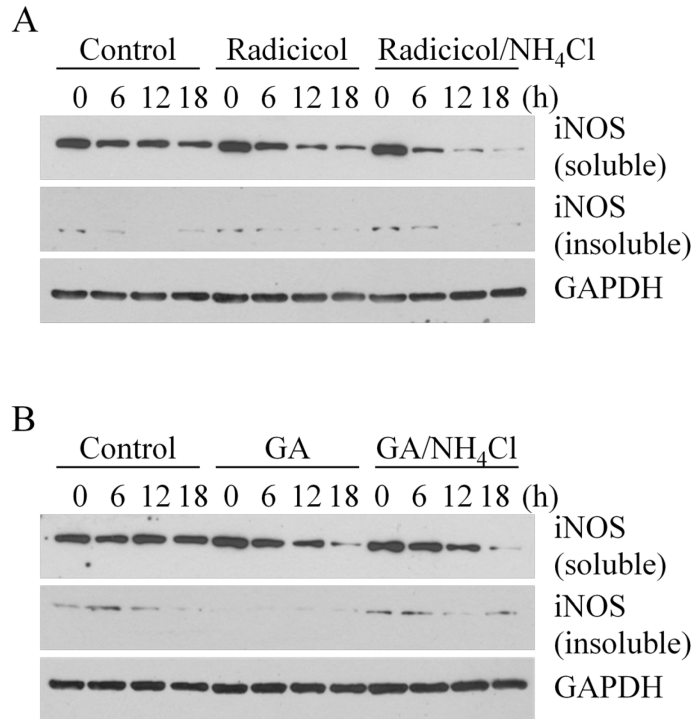 A
Control Radicicol Radicicol/NH₄Cl
0 6 12 18 0 6 12 18 0 6 12 18 (h)
iNOS
(soluble)
iNOS
(insoluble)
GAPDH
B
Control GA GA/NH₄Cl
0 6 12 18 0 6 12 18 0 6 12 18 (h)
iNOS
(soluble)
iNOS
(insoluble)
GAPDH